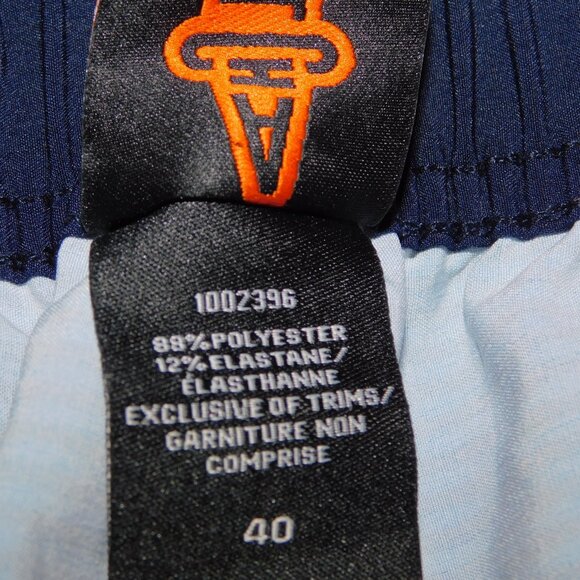 1002396
88%POLYESTER
12%ELASTANE/
ÉLASTHANNE
EXCLUSIVE OF TRIMS/
GARNITURE NON
COMPRISE
40